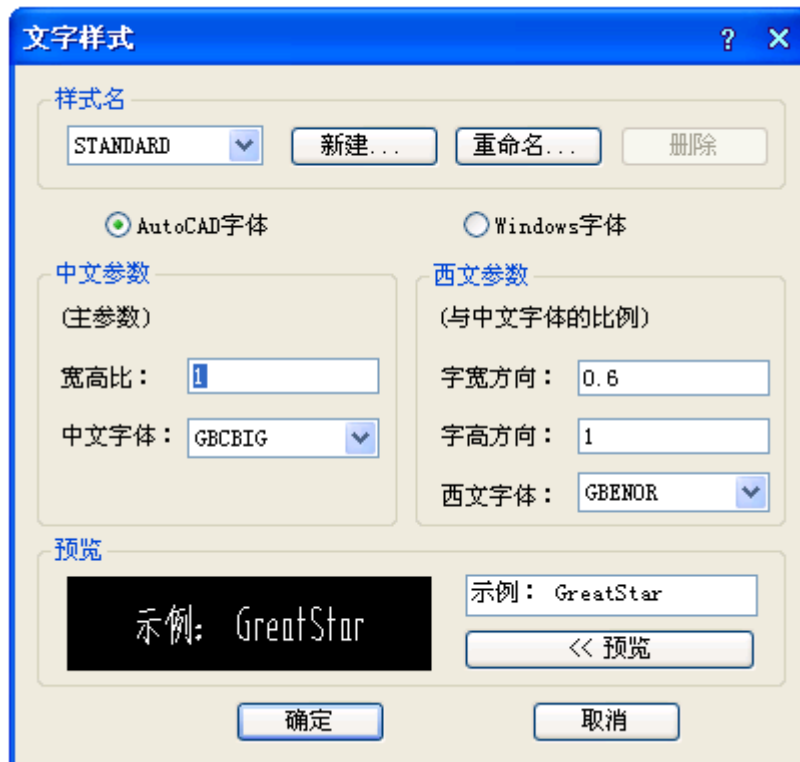 文字样式
样式名
STANDARD 新建... 重命名... 删除
AutoCAD字体 Windows字体
中文参数 西文参数
(主参数) (与中文字体的比例)
宽高比: 1 字宽方向: 0.6
中文字体: GBCBIG 字高方向: 1
西文字体: GBENOR
预览
示例: GreatStar 示例: GreatStar
<< 预览
确定 取消